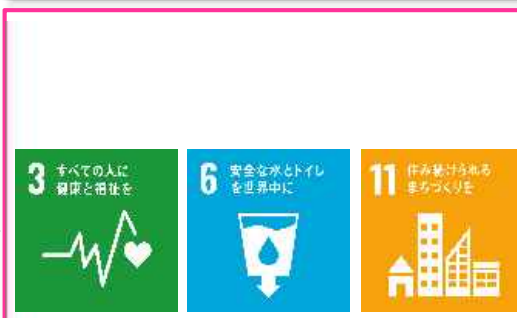 3 すべての人に
健康と福祉を
6 安全な水とトイレ
を世界中に
11 住み続けられる
まちづくりを